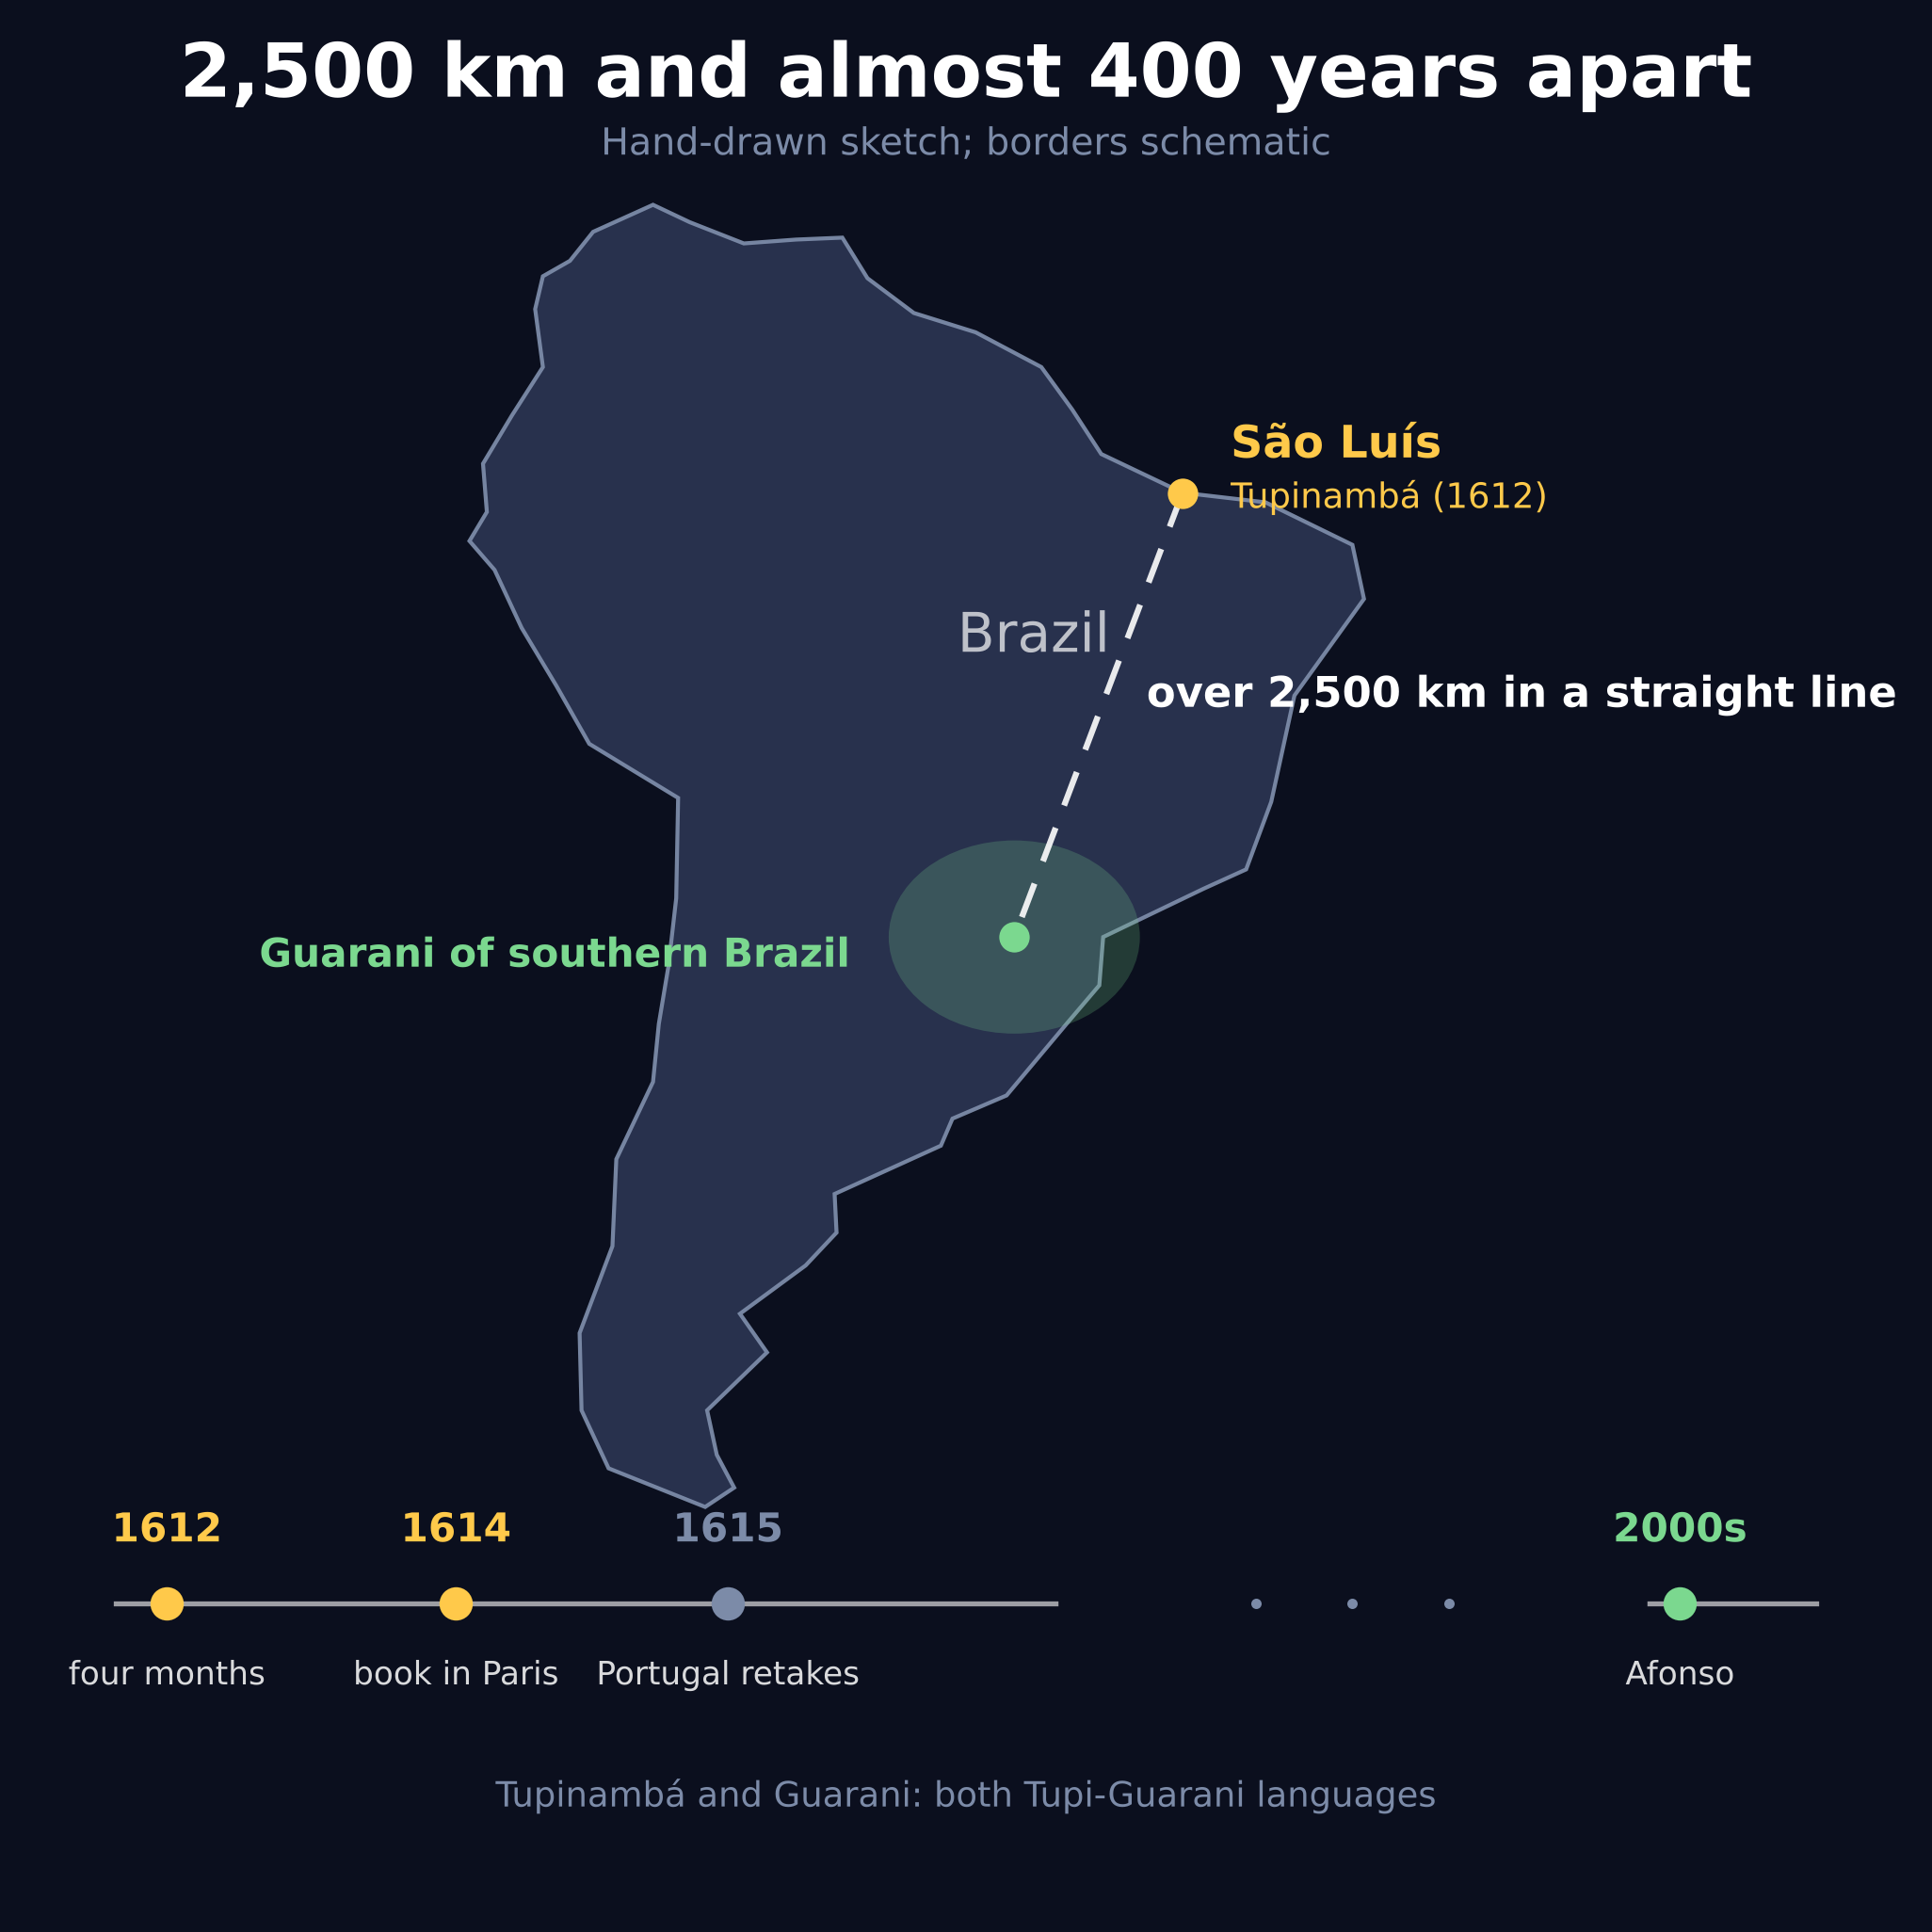 2,500 km and almost 400 years apart
Hand-drawn sketch; borders schematic
São Luís
Tupinambá (1612)
Brazil
over 2,500 km in a straight line
Guarani of southern Brazil
1612
1614
1615
2000s
four months
book in Paris
Portugal retakes
Afonso
Tupinambá and Guarani: both Tupi-Guarani languages